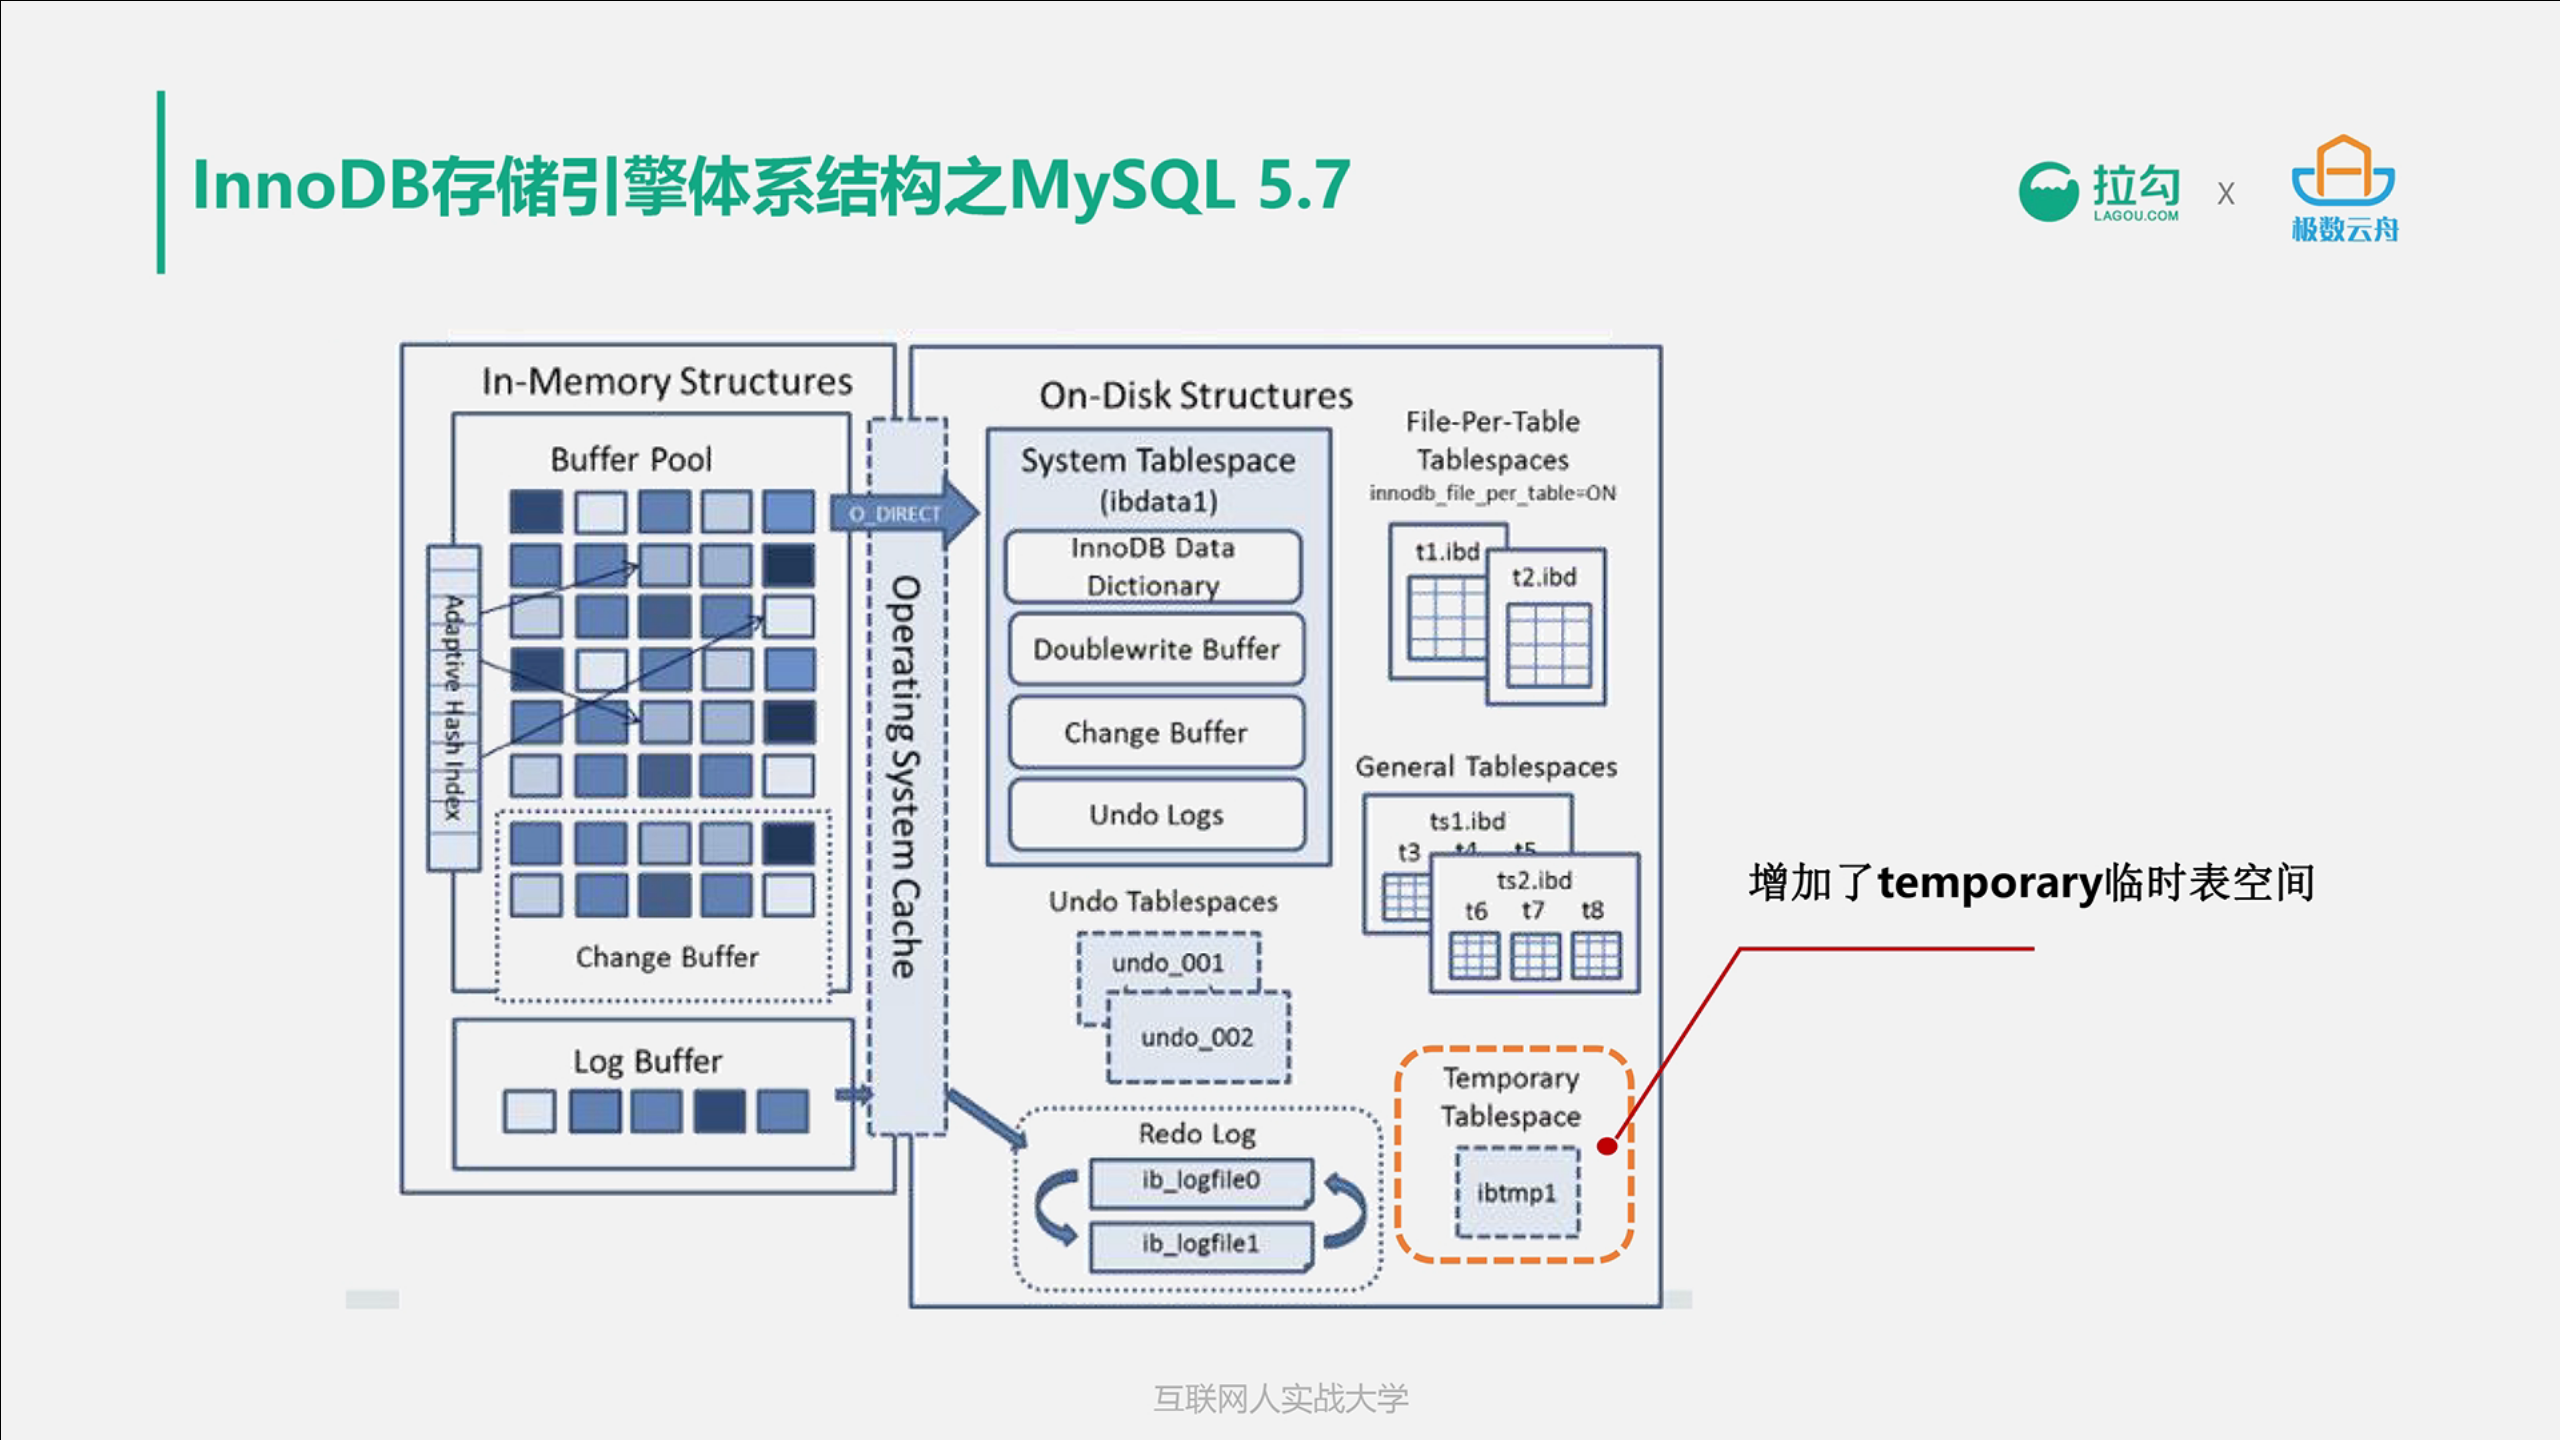 InnoDB存储引擎体系结构之MySQL 5.7
拉勾
LAGOU.COM
X
极数云舟
In-Memory Structures
Buffer Pool
Adaptive Hash Index
Change Buffer
Log Buffer
O_DIRECT
Operating System Cache
On-Disk Structures
System Tablespace
(ibdata1)
InnoDB Data
Dictionary
Doublewrite Buffer
Change Buffer
Undo Logs
Undo Tablespaces
undo_001
undo_002
Redo Log
ib_logfile0
ib_logfile1
File-Per-Table
Tablespaces
innodb_file_per_table=ON
t1.ibd
t2.ibd
General Tablespaces
ts1.ibd
t3 t4 t5
ts2.ibd
t6 t7 t8
Temporary
Tablespace
ibtmp1
增加了temporary临时表空间
互联网人实战大学